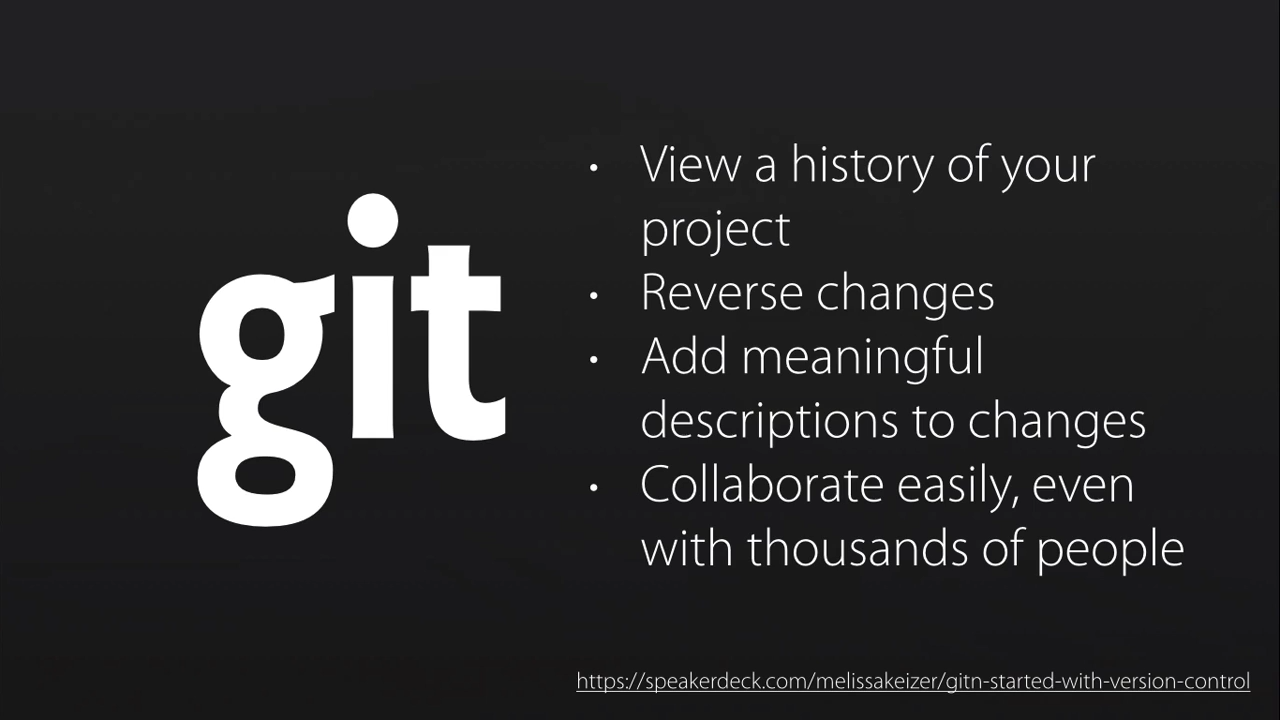 git
• View a history of your
project
• Reverse changes
• Add meaningful
descriptions to changes
• Collaborate easily, even
with thousands of people
https://speakerdeck.com/melissakeizer/gitn-started-with-version-control